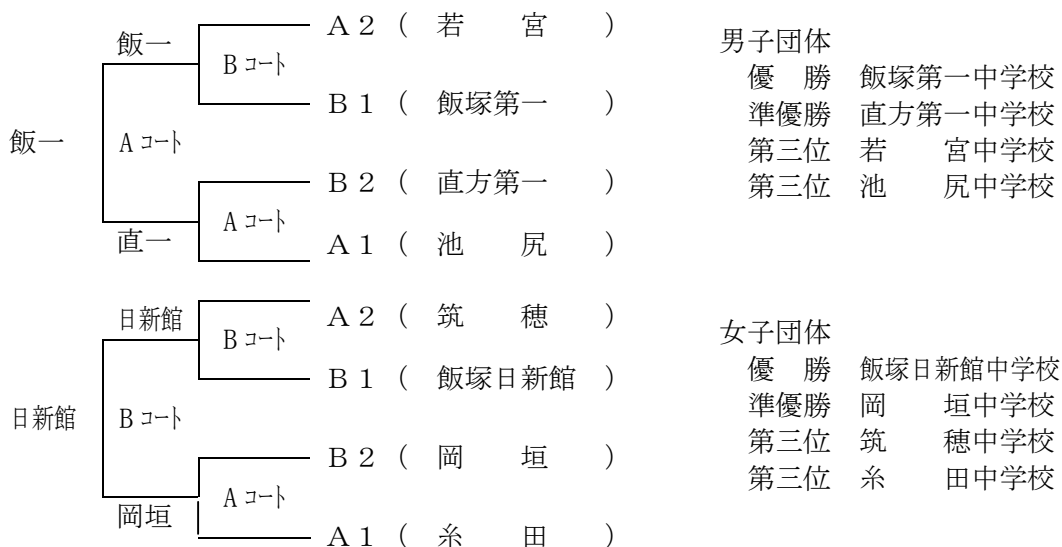 A2(若宮)
飯一
Bコート
B1(飯塚第一)
飯一
Aコート
B2(直方第一)
Aコート
直一
A1(池尻)
男子団体
優 勝 飯塚第一中学校
準優勝 直方第一中学校
第三位 若 宮中学校
第三位 池 尻中学校
A2(筑穂)
日新館
Bコート
B1(飯塚日新館)
日新館
Bコート
B2(岡垣)
Aコート
岡垣
A1(糸田)
女子団体
優 勝 飯塚日新館中学校
準優勝 岡 垣中学校
第三位 筑 穂中学校
第三位 糸 田中学校